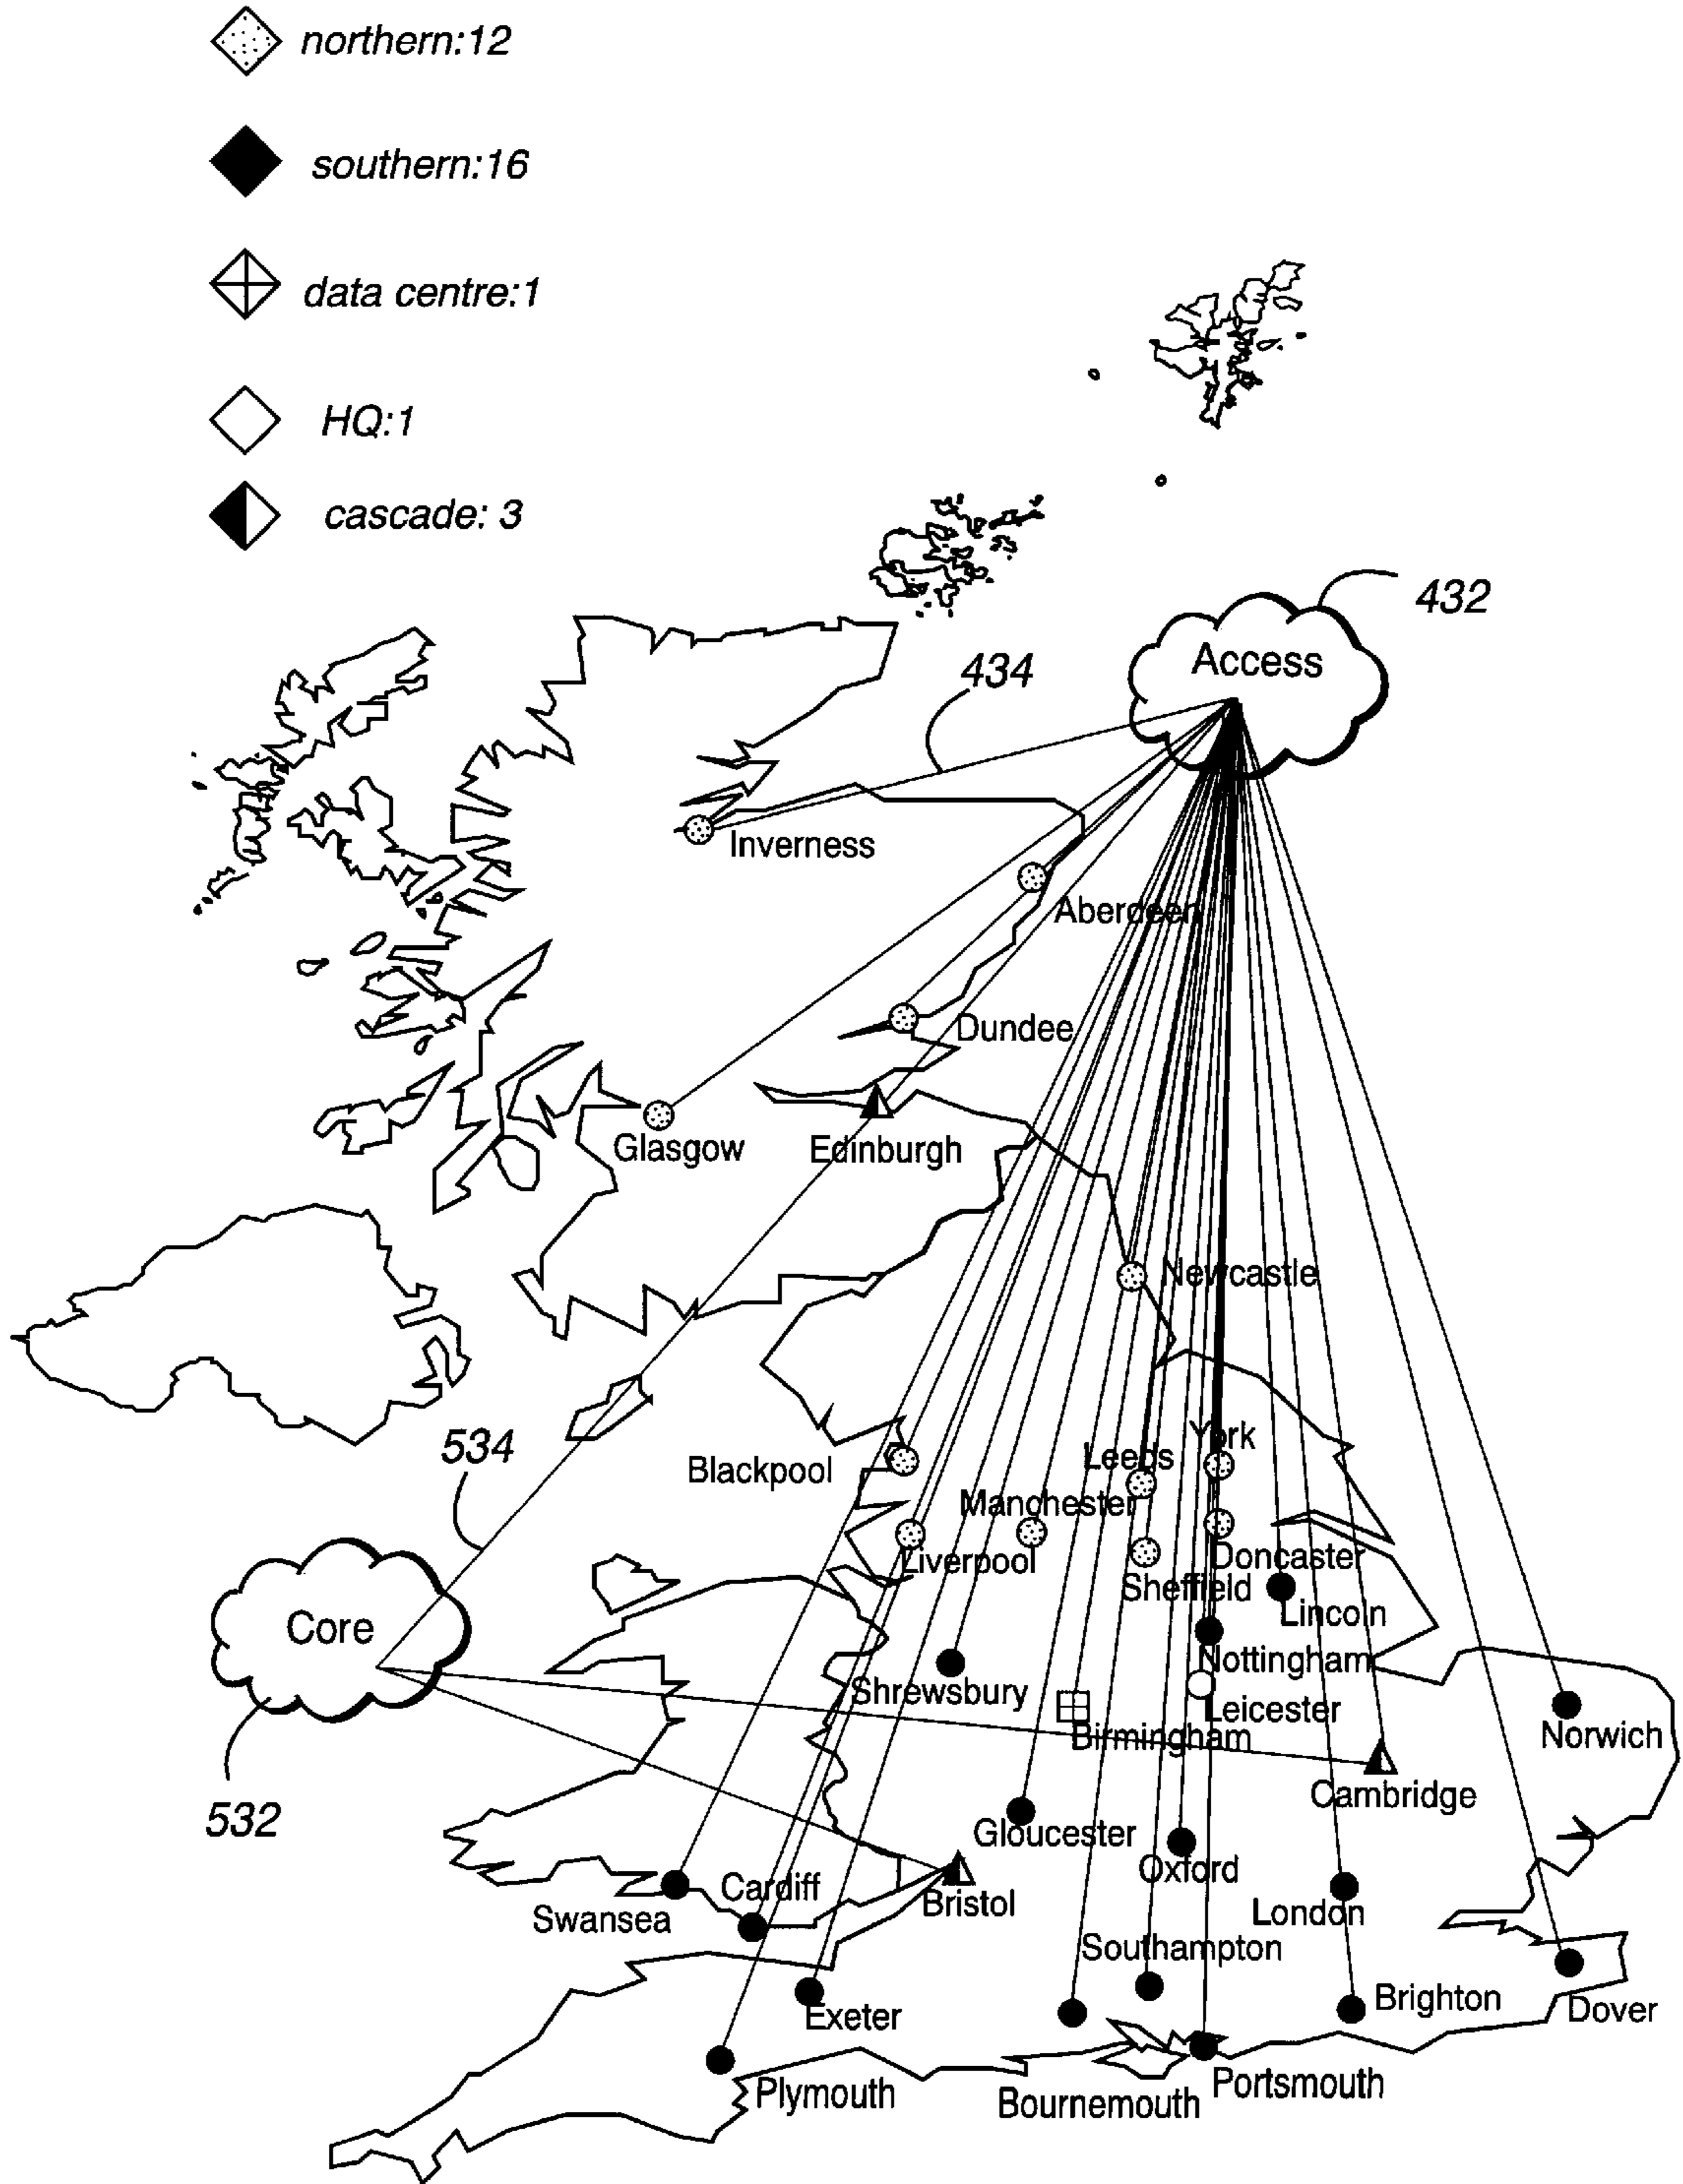 northern:12
southern:16
data centre:1
HQ:1
cascade: 3
432
Access
434
Inverness
Aberdeen
Dundee
Glasgow
Edinburgh
Newcastle
534
York
Leeds
Blackpool
Manchester
Liverpool
Doncaster
Sheffield
Lincoln
Core
Nottingham
Shrewsbury
Leicester
Birmingham
Norwich
532
Cambridge
Gloucester
Oxford
Cardiff
Bristol
Swansea
London
Southampton
Brighton
Dover
Exeter
Plymouth
Bournemouth
Portsmouth